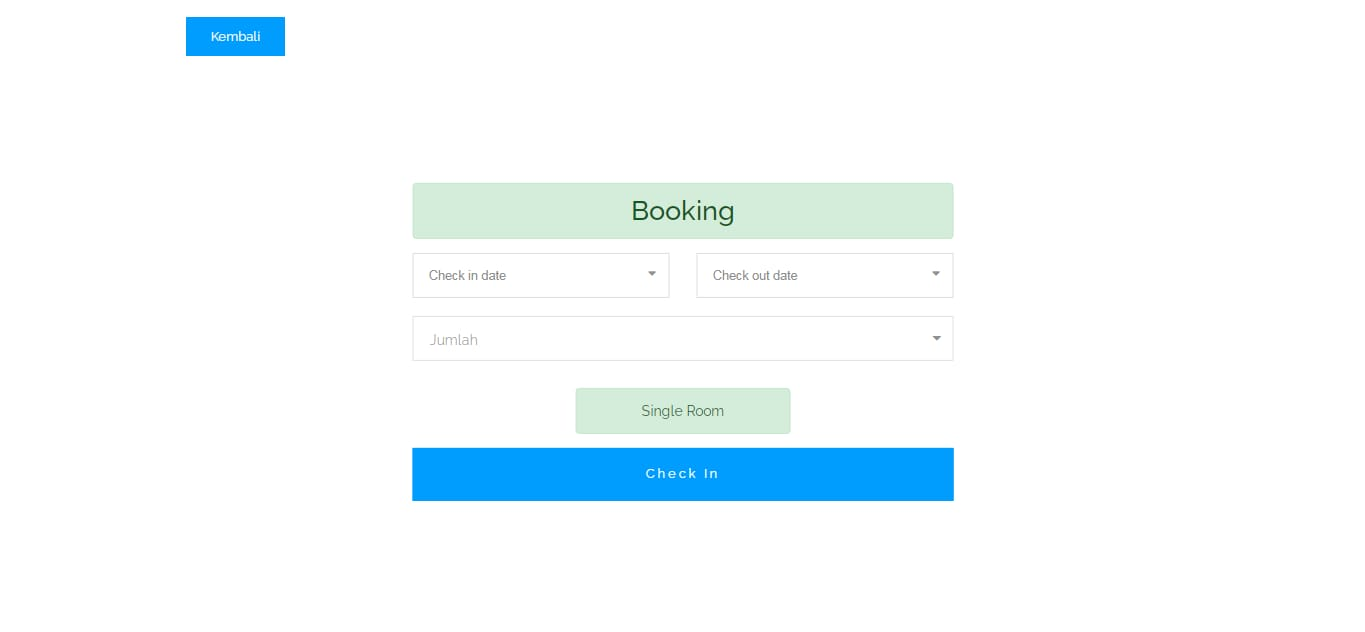 Kembali
Booking
Check in date
Check out date
Jumlah
Single Room
Check In